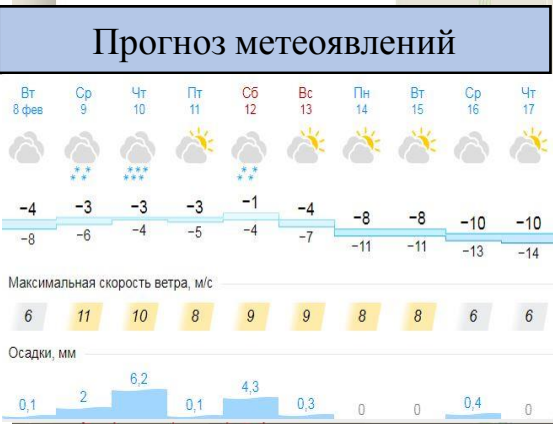 Прогноз метеоявлений
Вт Ср Чт Пт Сб Вс Пн Вт Ср Чт
8 фев 9 10 11 12 13 14 15 16 17
−4 −3 −3 −3 −1 −4 −8 −8 −10 −10
−8 −6 −4 −5 −4 −7 −11 −11 −13 −14
Максимальная скорость ветра, м/с
6 11 10 8 9 9 8 8 6 6
Осадки, мм
0,1 2 6,2 0,1 4,3 0,3 0 0 0,4 0